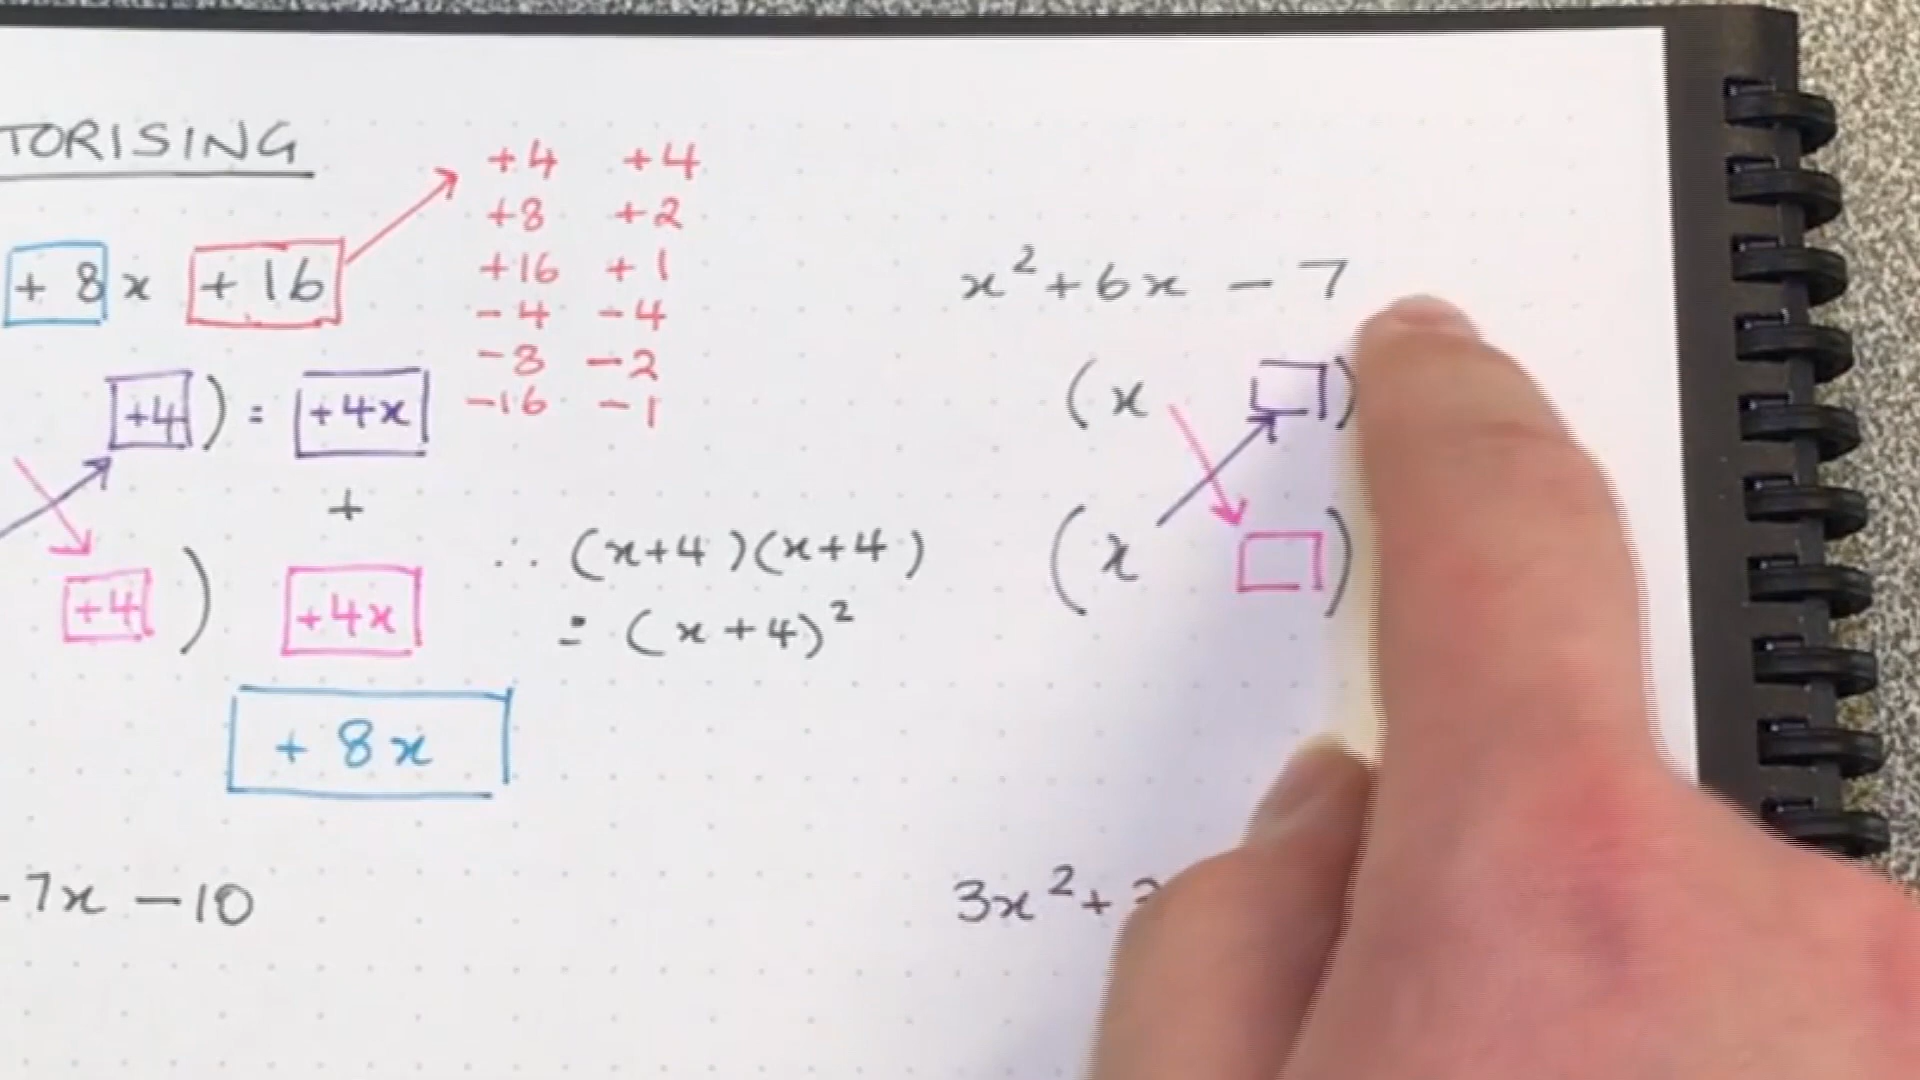 TORISING
+ 8x + 16
+4 +4
+8 +2
+16 +1
-4 -4
-8 -2
-16 -1
+4) = +4x
+
+4) +4x
+ 8x
∴ (x+4)(x+4)
= (x+4)²
x² + 6x - 7
(x □)
(x □)
-7x - 10
3x² +